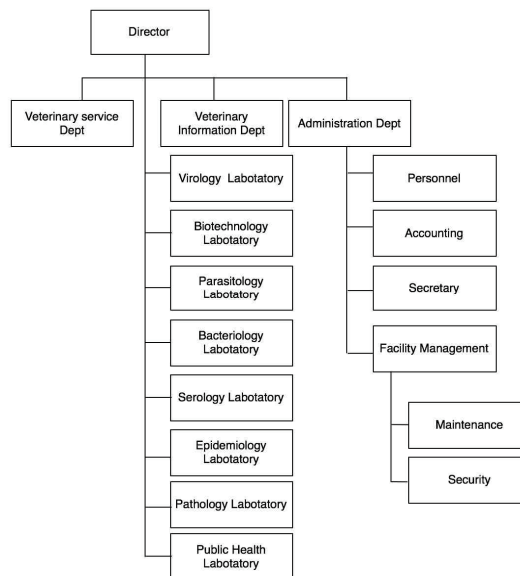 Director
Veterinary service
Dept
Veterinary
Information Dept
Administration Dept
Virology Labotatory
Biotechnology
Labotatory
Parasitology
Labotatory
Bacteriology
Labotatory
Serology Labotatory
Epidemiology
Labotatory
Pathology Labotatory
Public Health
Labotatory
Personnel
Accounting
Secretary
Facility Management
Maintenance
Security